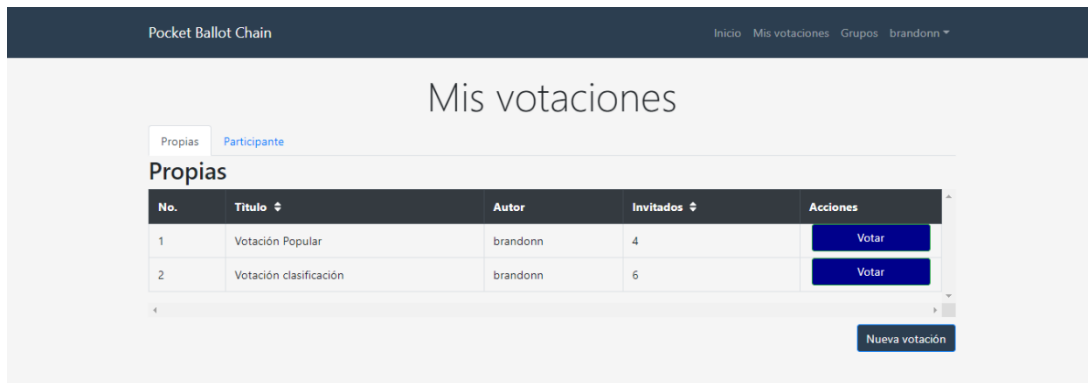 Pocket Ballot Chain Inicio Mis votaciones Grupos brandonn
Mis votaciones
Propias Participante
Propias
No. Titulo Autor Invitados Acciones
1 Votación Popular brandonn 4 Votar
2 Votación clasificación brandonn 6 Votar
Nueva votación